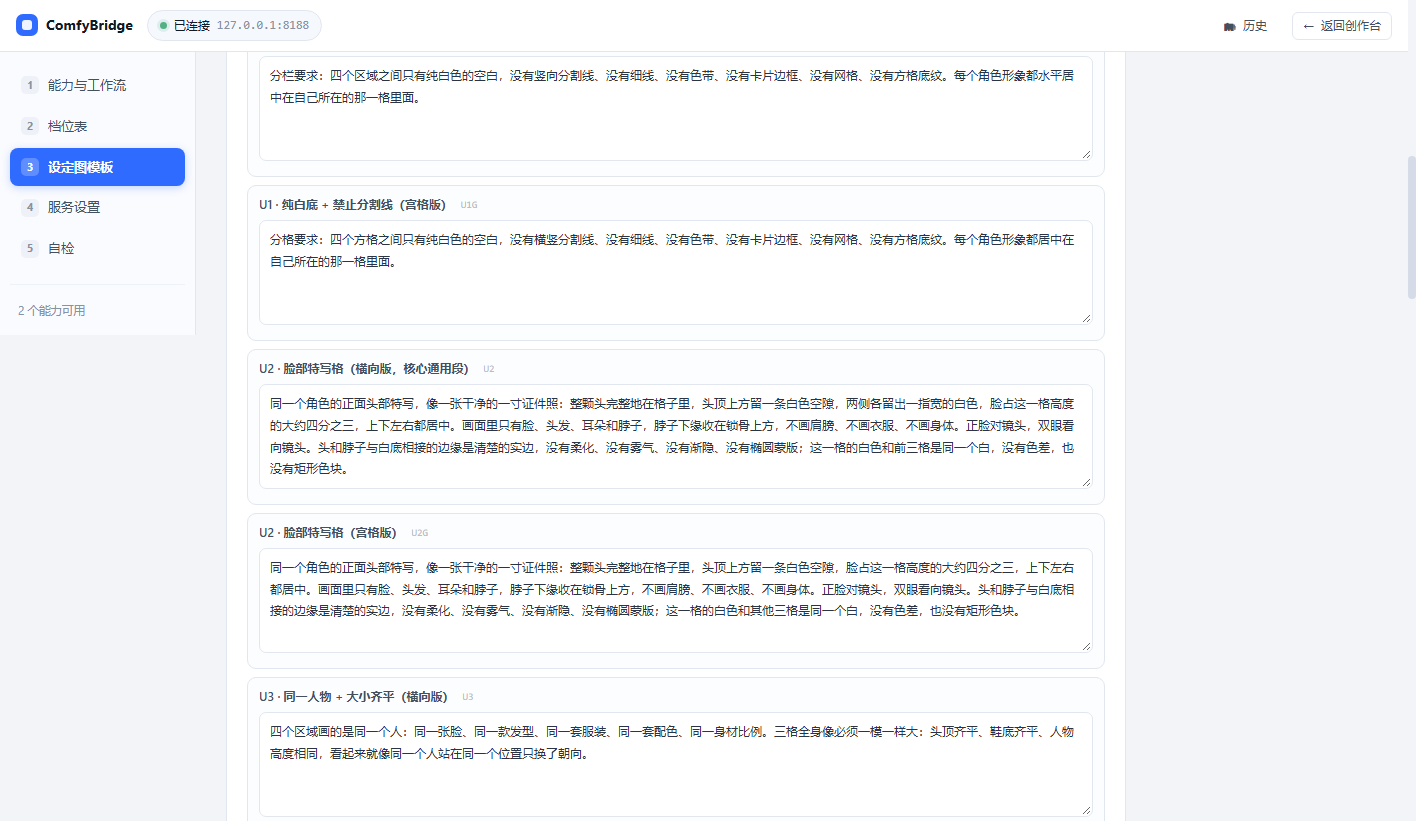 ComfyBridge
已连接 127.0.0.1:8188
历史
← 返回创作台
1 能力与工作流
2 档位表
3 设定图模板
4 服务设置
5 自检
2 个能力可用
分栏要求：四个区域之间只有纯白色的空白，没有竖向分割线、没有细线、没有色带、没有卡片边框、没有网格、没有方格底纹。每个角色形象都水平居
中在自己所在的那一格里面。
U1 · 纯白底 + 禁止分割线（宫格版） U1G
分格要求：四个方格之间只有纯白色的空白，没有横竖分割线、没有细线、没有色带、没有卡片边框、没有网格、没有方格底纹。每个角色形象都居中在
自己所在的那一格里面。
U2 · 脸部特写格（横向版，核心通用段） U2
同一个角色的正面头部特写，像一张干净的一寸证件照：整颗头完整地在格子里，头顶上方留一条白色空隙，两侧各留出一指宽的白色，脸占这一格高度
的大约四分之三，上下左右都居中。画面里只有脸、头发、耳朵和脖子，脖子下缘收在锁骨上方，不画肩膀、不画衣服、不画身体。正脸对镜头，双眼看
向镜头。头和脖子与白底相接的边缘是清楚的实边，没有柔化、没有雾气、没有渐隐、没有椭圆蒙版；这一格的白色和前三格是同一个白，没有色差，也
没有矩形色块。
U2 · 脸部特写格（宫格版） U2G
同一个角色的正面头部特写，像一张干净的一寸证件照：整颗头完整地在格子里，头顶上方留一条白色空隙，脸占这一格高度的大约四分之三，上下左右
都居中。画面里只有脸、头发、耳朵和脖子，脖子下缘收在锁骨上方，不画肩膀、不画衣服、不画身体。正脸对镜头，双眼看向镜头。头和脖子与白底相
接的边缘是清楚的实边，没有柔化、没有雾气、没有渐隐、没有椭圆蒙版；这一格的白色和其他三格是同一个白，没有色差，也没有矩形色块。
U3 · 同一人物 + 大小齐平（横向版） U3
四个区域画的是同一个人：同一张脸、同一款发型、同一套服装、同一套配色、同一身材比例。三格全身像必须一模一样大：头顶齐平、鞋底齐平、人物
高度相同，看起来就像同一个人站在同一个位置只换了朝向。